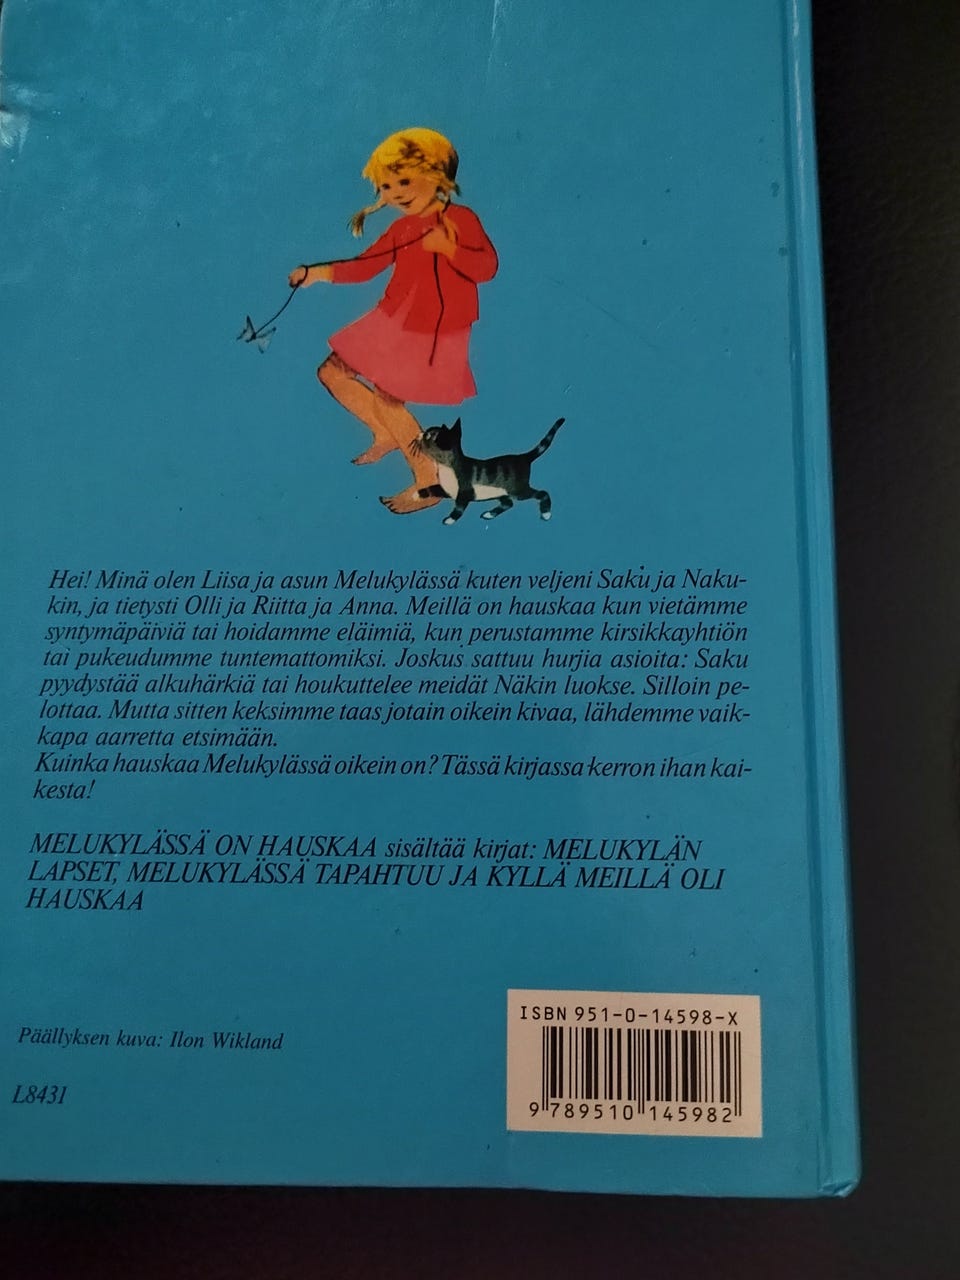 Hei! Minä olen Liisa ja asun Melukylässä kuten veljeni Saku ja Naku-
kin, ja tietysti Olli ja Riitta ja Anna. Meillä on hauskaa kun vietämme
syntymäpäiviä tai hoidamme eläimiä, kun perustamme kirsikkayhtiön
tai pukeudumme tuntemattomiksi. Joskus sattuu hurjia asioita: Saku
pyydystää alkuhärkiä tai houkuttelee meidät Näkin luokse. Silloin pe-
lottaa. Mutta sitten keksimme taas jotain oikein kivaa, lähdemme vaik-
kapa aarretta etsimään.
Kuinka hauskaa Melukylässä oikein on? Tässä kirjassa kerron ihan kai-
kesta!
MELUKYLÄSSÄ ON HAUSKAA sisältää kirjat: MELUKYLÄN
LAPSET, MELUKYLÄSSÄ TAPAHTUU JA KYLLÄ MEILLÄ OLI
HAUSKAA
Päällyksen kuva: Ilon Wikland
L8431
ISBN 951-0-14598-X
9 789510 145982